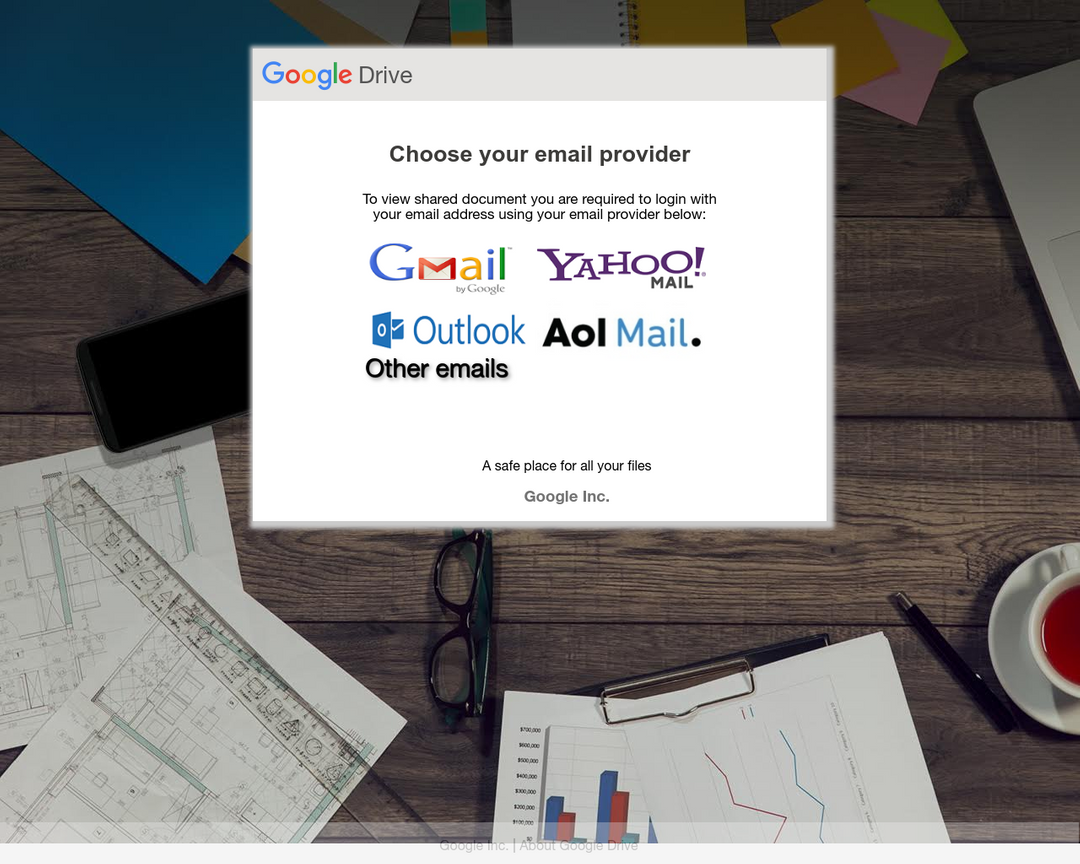 Google Drive
Choose your email provider
To view shared document you are required to login with
your email address using your email provider below:
Gmail™
by Google
YAHOO!®
MAIL
Outlook
Aol Mail.
Other emails
A safe place for all your files
Google Inc.
$700,000
$600,000
$500,000
$400,000
$300,000
$200,000
$100,000
$0
Google Inc. | About Google Drive